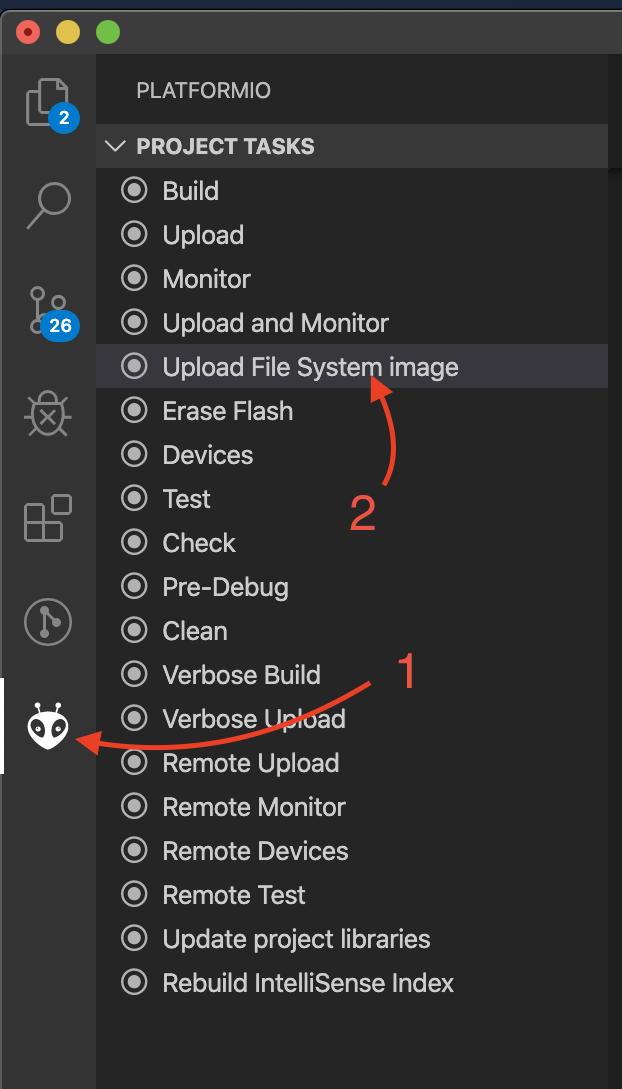 PLATFORMIO
2
PROJECT TASKS
Build
Upload
Monitor
Upload and Monitor
26
Upload File System image
Erase Flash
Devices
Test
2
Check
Pre-Debug
Clean
Verbose Build
1
Verbose Upload
Remote Upload
Remote Monitor
Remote Devices
Remote Test
Update project libraries
Rebuild IntelliSense Index